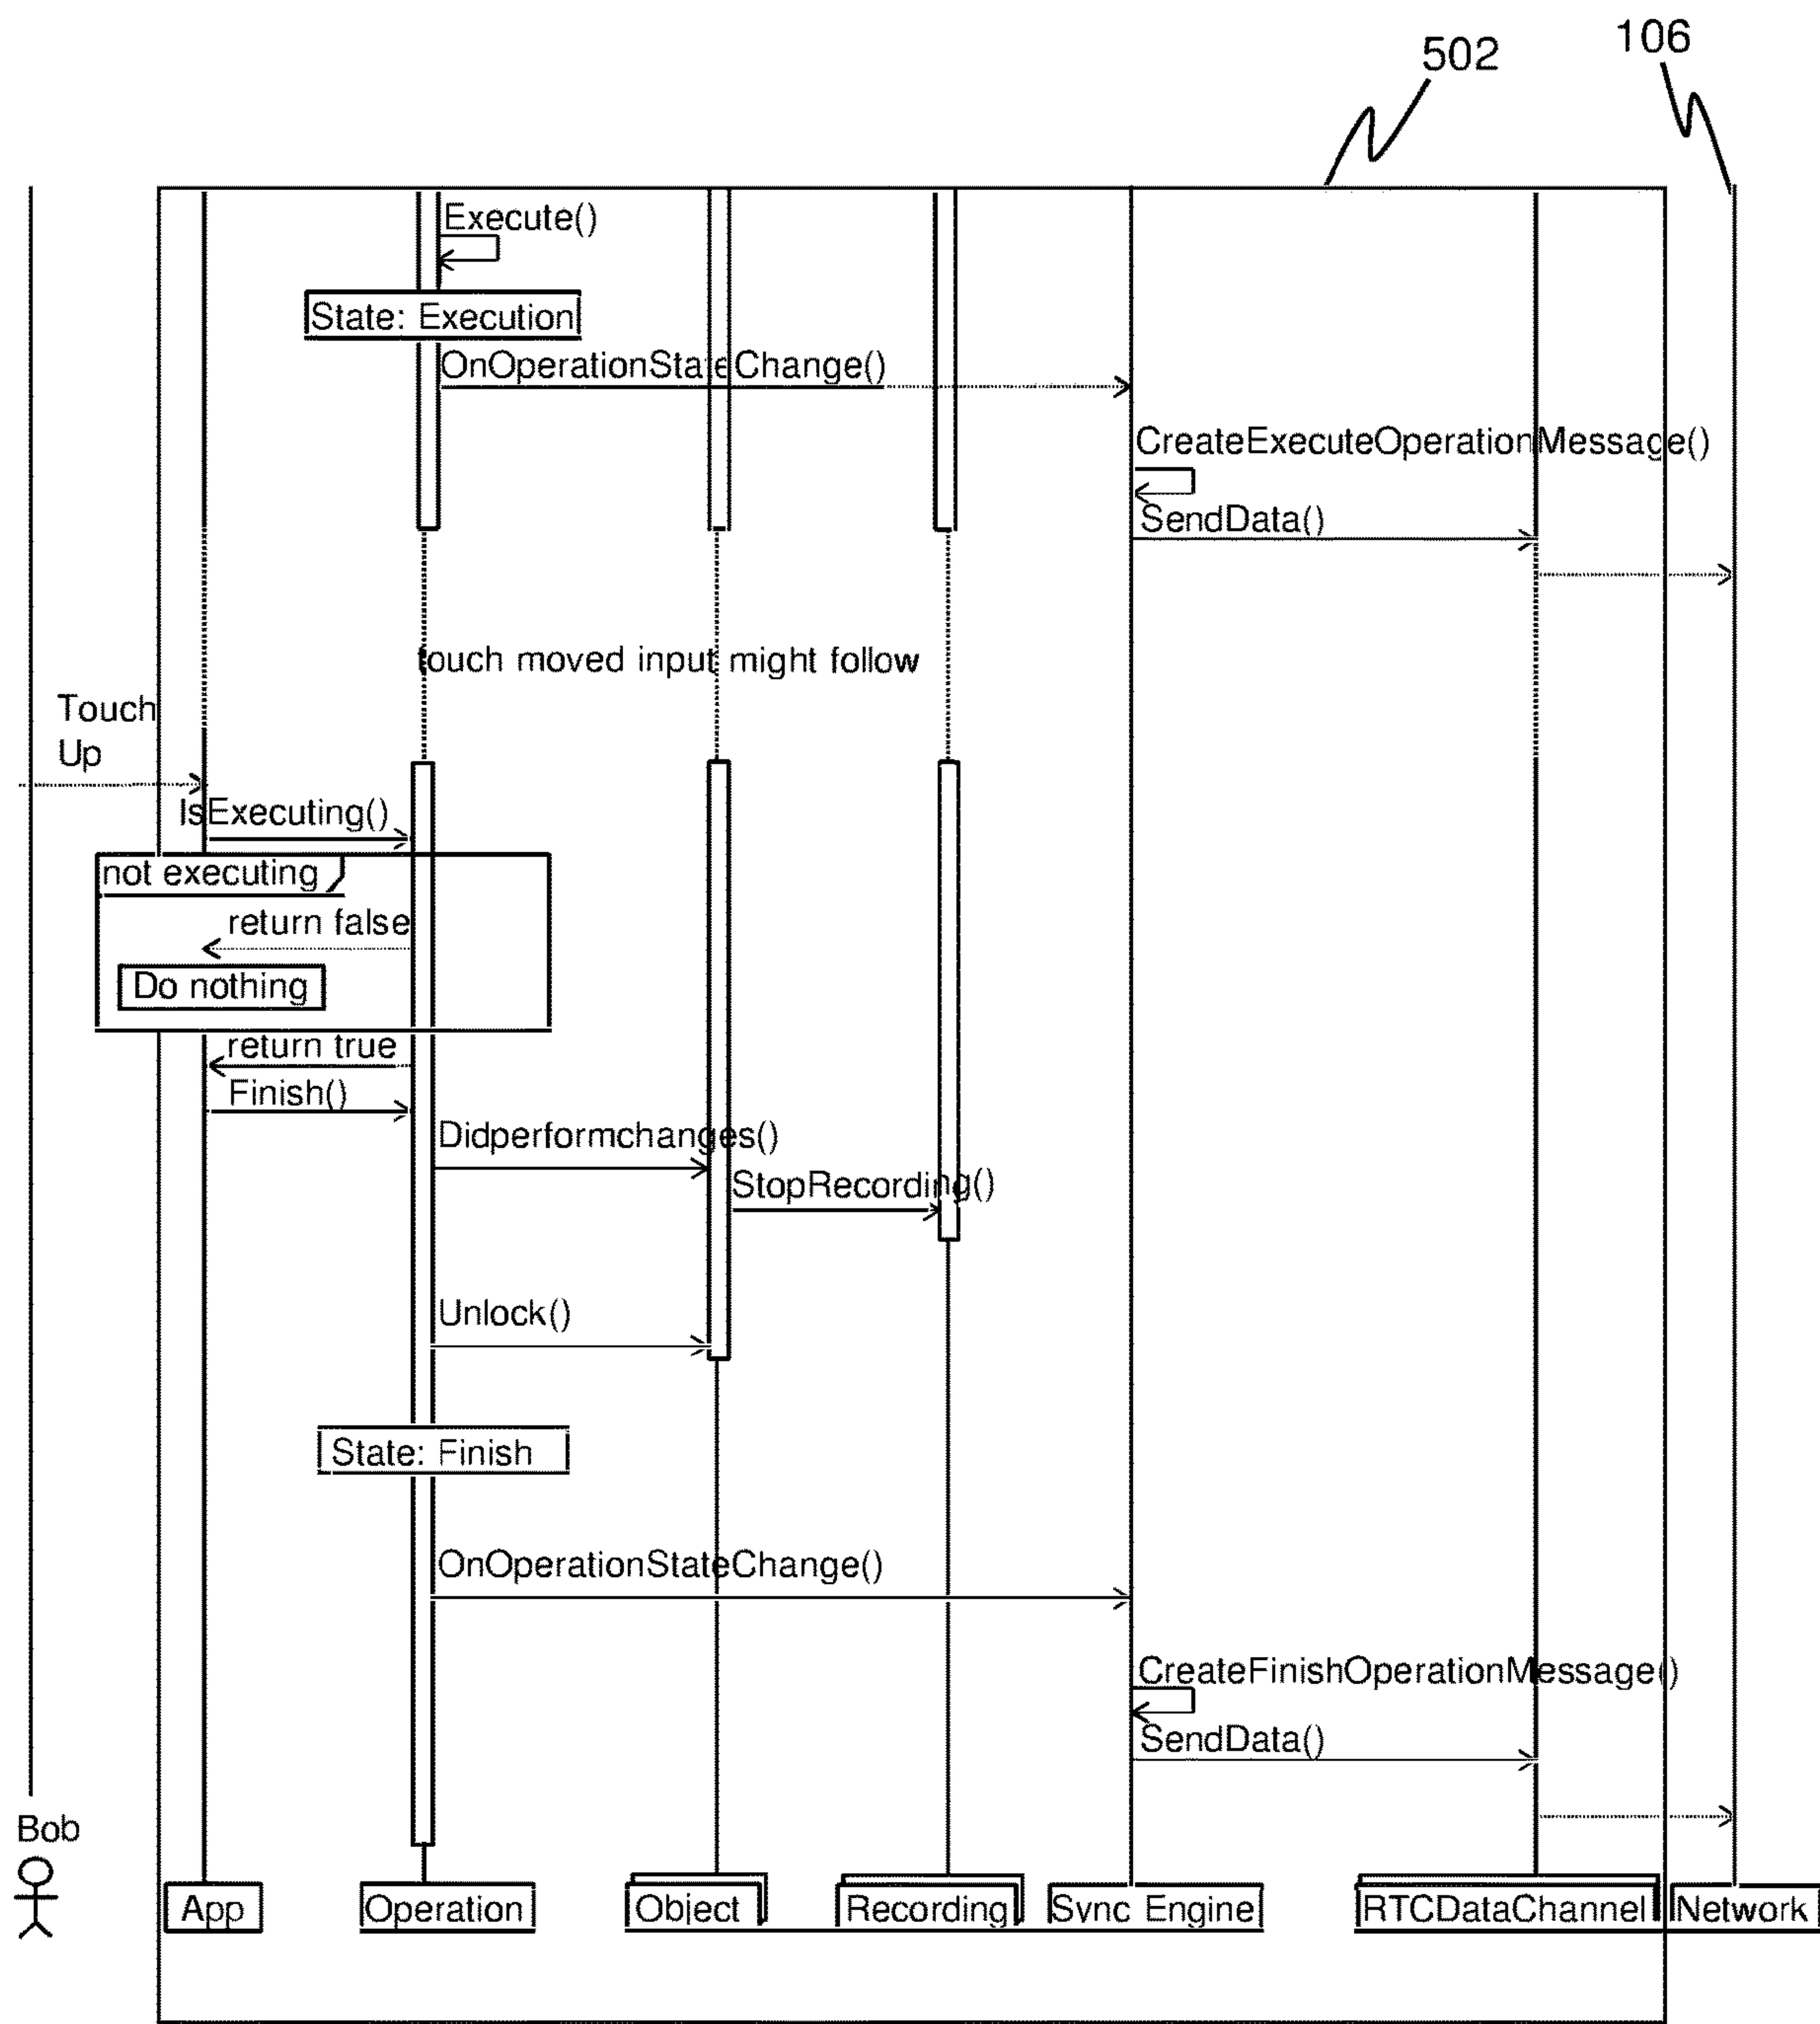 502
106
Execute()
State: Execution
OnOperationStateChange()
CreateExecuteOperationMessage()
SendData()
touch moved input might follow
Touch
Up
IsExecuting()
not executing
return false
Do nothing
return true
Finish()
Didperformchanges()
StopRecording()
Unlock()
State: Finish
OnOperationStateChange()
CreateFinishOperationMessage()
SendData()
Bob
App
Operation
Object
Recording
Sync Engine
RTCDataChannel
Network